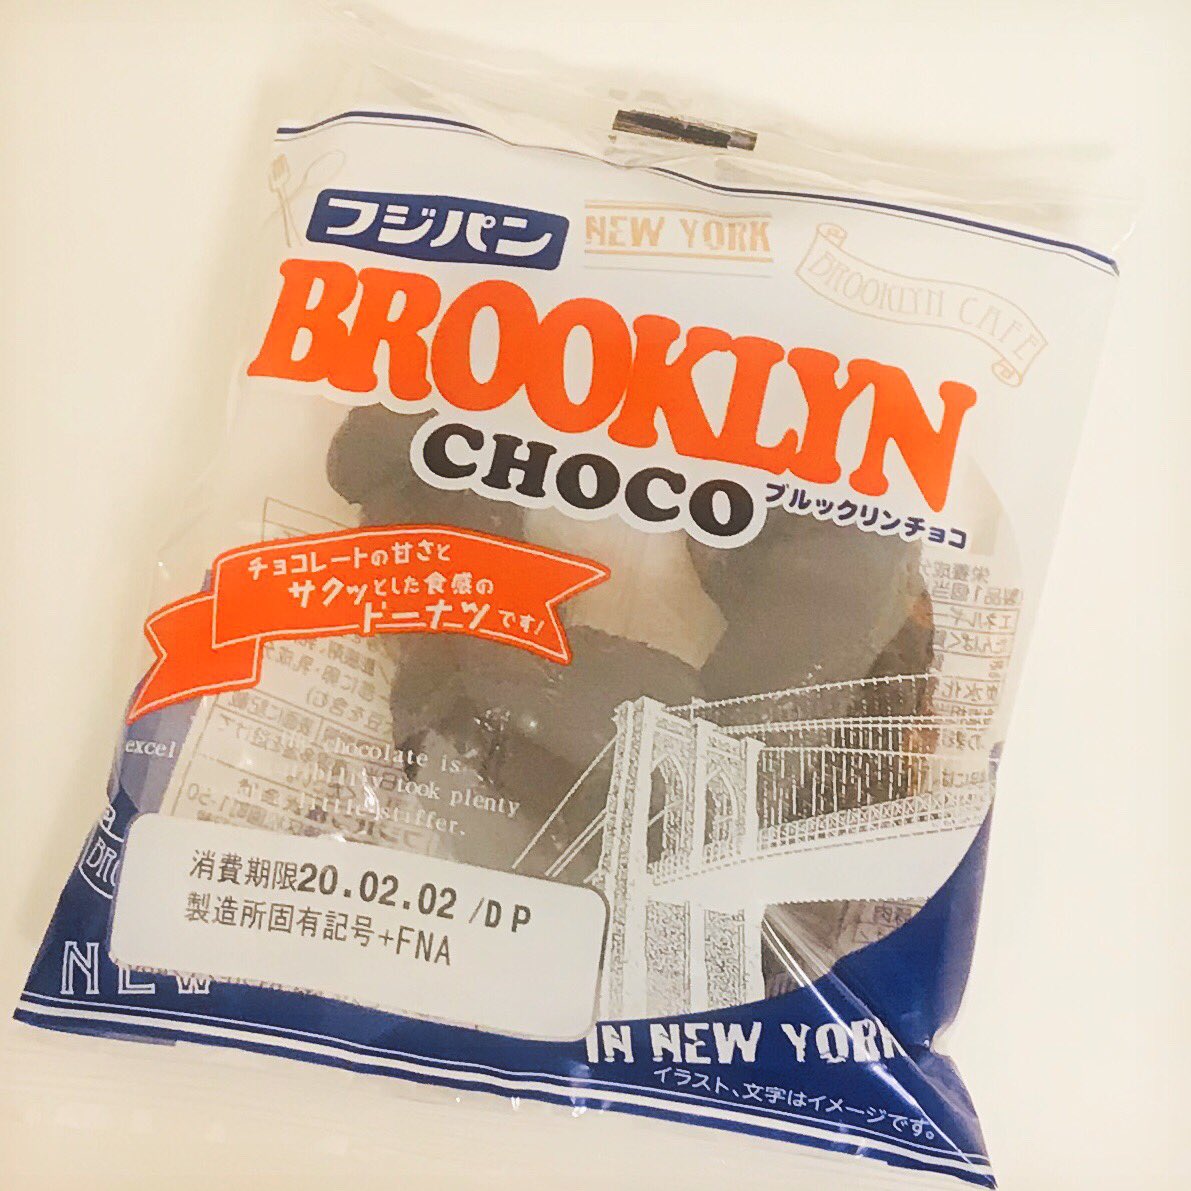 フジパン
NEW YORK
BROOKLYN CAFE
BROOKLYN
CHOCO
ブルックリンチョコ
チョコレートの甘さと
サクッとした食感の
ドーナツです!
excel
chocolate is
took plenty
little stiffer.
消費期限20.02.02 /DP
製造所固有記号+FNA
NEW
IN NEW YORK
イラスト、文字はイメージです。